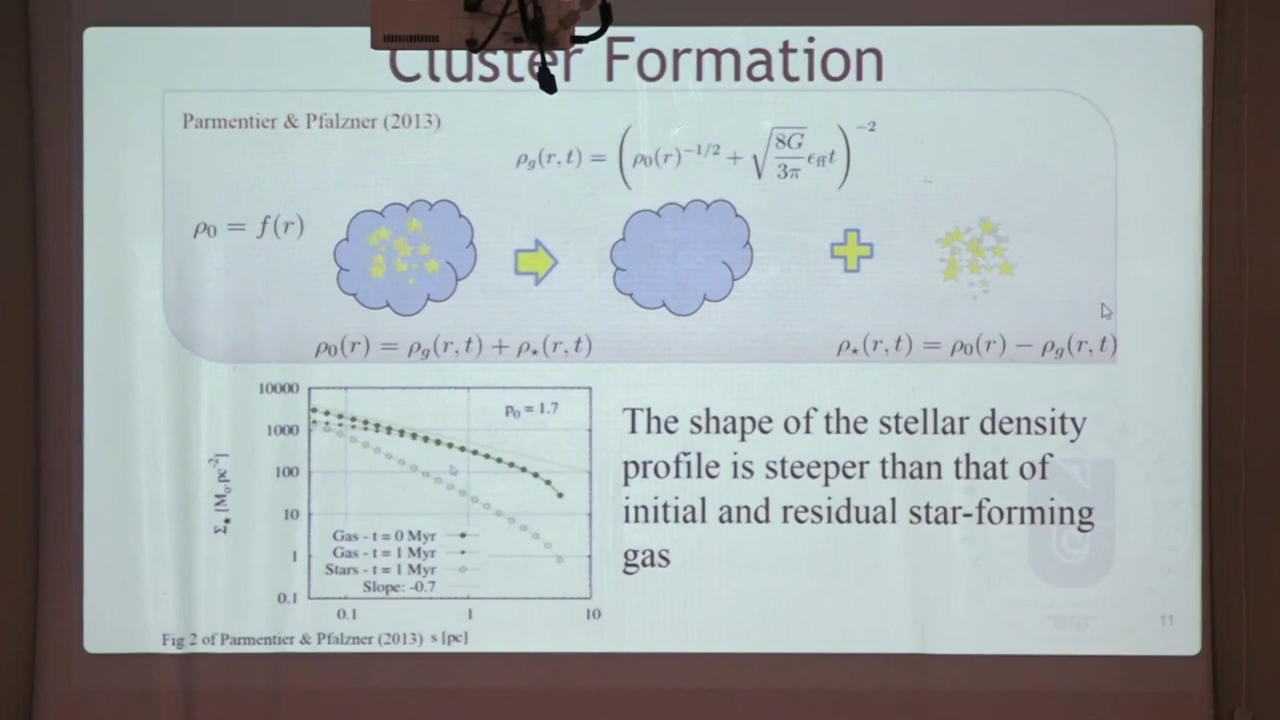 Cluster Formation
Parmentier & Pfalzner (2013)
ρg(r, t) = (ρ0(r)^{−1/2} + √(8G/3π) ϵff t)^{−2}
ρ0 = f(r)
ρ0(r) = ρg(r, t) + ρ⋆(r, t)
ρ⋆(r, t) = ρ0(r) − ρg(r, t)
10000
1000
100
10
1
0.1
p0 = 1.7
Gas - t = 0 Myr
Gas - t = 1 Myr
Stars - t = 1 Myr
Slope: -0.7
0.1
1
10
s [pc]
Fig 2 of Parmentier & Pfalzner (2013)
The shape of the stellar density
profile is steeper than that of
initial and residual star-forming
gas
11